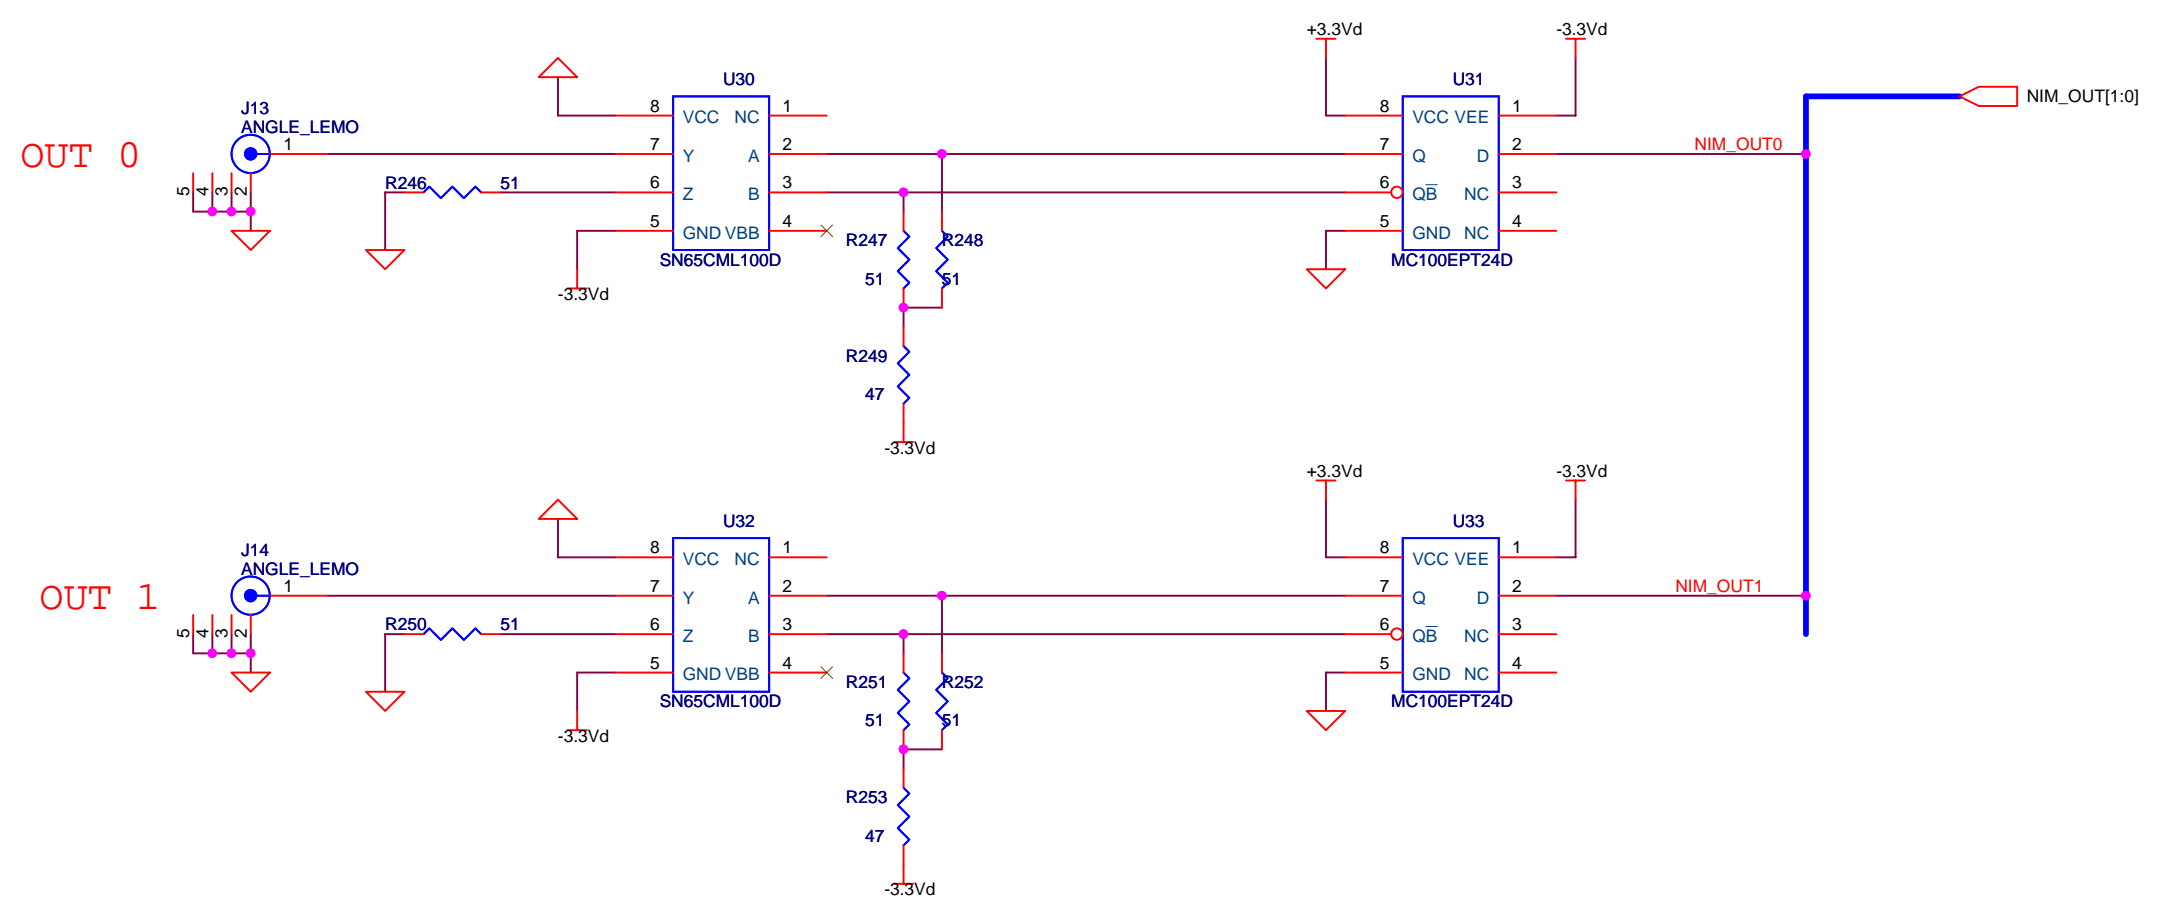 +3.3Vd
-3.3Vd
U30
U31
J13
ANGLE_LEMO
NIM_OUT[1:0]
8 VCC NC 1
8 VCC VEE 1
OUT 0
1
7 Y A 2
7 Q D 2
NIM_OUT0
5 4 3 2
R246 51
6 Z B 3
6 QB NC 3
5 GND VBB 4
5 GND NC 4
R247
R248
SN65CML100D
MC100EPT24D
51
51
-3.3Vd
R249
47
-3.3Vd
+3.3Vd
-3.3Vd
U32
U33
J14
ANGLE_LEMO
8 VCC NC 1
8 VCC VEE 1
OUT 1
1
7 Y A 2
7 Q D 2
NIM_OUT1
5 4 3 2
R250 51
6 Z B 3
6 QB NC 3
5 GND VBB 4
5 GND NC 4
R251
R252
SN65CML100D
MC100EPT24D
51
51
-3.3Vd
R253
47
-3.3Vd